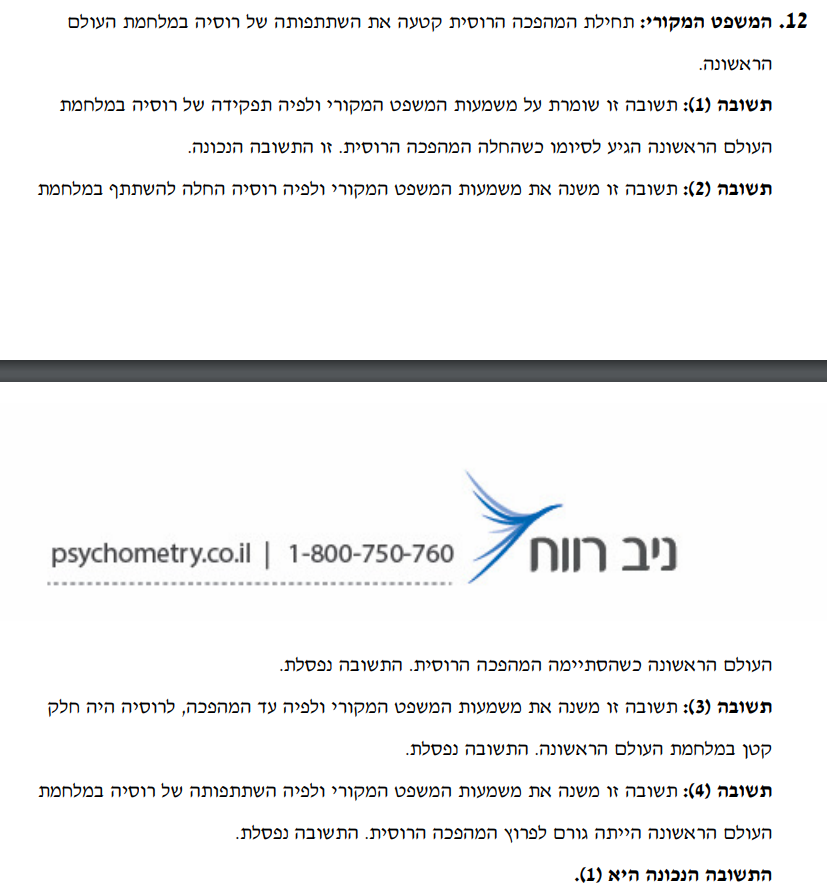 12. המשפט המקורי: תחילת המהפכה הרוסית קטעה את השתתפותה של רוסיה במלחמת העולם
הראשונה.
תשובה (1): תשובה זו שומרת על משמעות המשפט המקורי ולפיה תפקידה של רוסיה במלחמת
העולם הראשונה הגיע לסיומו כשהחלה המהפכה הרוסית. זו התשובה הנכונה.
תשובה (2): תשובה זו משנה את משמעות המשפט המקורי ולפיה רוסיה החלה להשתתף במלחמת
ניב רווח
psychometry.co.il | 1-800-750-760
העולם הראשונה כשהסתיימה המהפכה הרוסית. התשובה נפסלת.
תשובה (3): תשובה זו משנה את משמעות המשפט המקורי ולפיה עד המהפכה, לרוסיה היה חלק
קטן במלחמת העולם הראשונה. התשובה נפסלת.
תשובה (4): תשובה זו משנה את משמעות המשפט המקורי ולפיה השתתפותה של רוסיה במלחמת
העולם הראשונה הייתה גורם לפרוץ המהפכה הרוסית. התשובה נפסלת.
התשובה הנכונה היא (1).